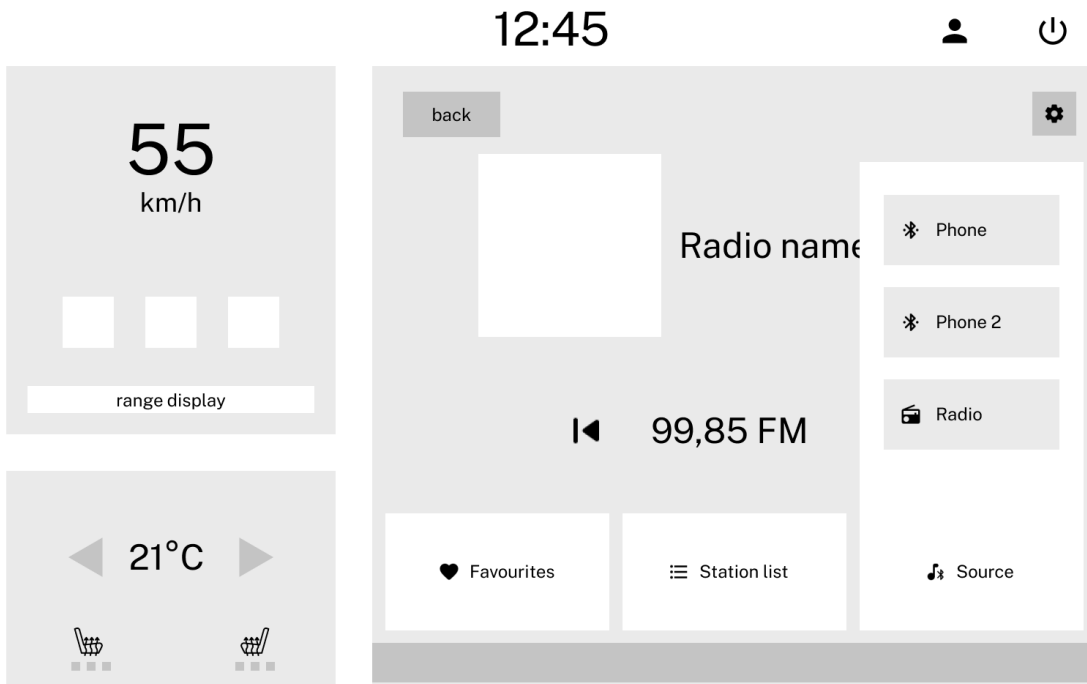 12:45
55
km/h
range display
21°C
back
Radio name
99,85 FM
Phone
Phone 2
Radio
Favourites
Station list
Source